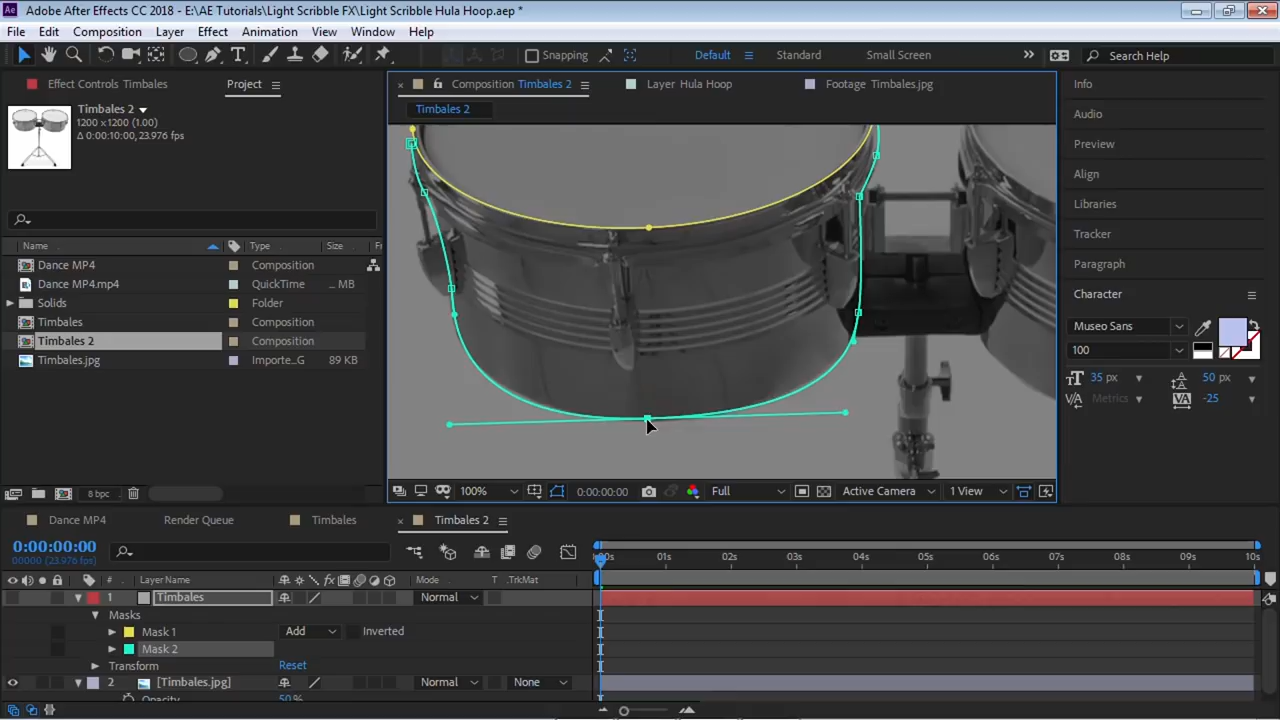 Adobe After Effects CC 2018 - E:\AE Tutorials\Light Scribble FX\Light Scribble Hula Hoop.aep *
File Edit Composition Layer Effect Animation View Window Help
Snapping Default Standard Small Screen Search Help
Effect Controls Timbales Project
Composition Timbales 2 Layer Hula Hoop Footage Timbales.jpg
Timbales 2
Timbales 2
1200 x 1200 (1.00)
Δ 0:00:10:00, 23.976 fps
Name Type Size Fr
Dance MP4 Composition
Dance MP4.mp4 QuickTime ... MB
Solids Folder
Timbales Composition
Timbales 2 Composition
Timbales.jpg Importe...G 89 KB
8 bpc
100% 0:00:00:00 Full Active Camera 1 View
Info
Audio
Preview
Align
Libraries
Tracker
Paragraph
Character
Museo Sans
100
35 px 50 px
Metrics -25
Dance MP4 Render Queue Timbales Timbales 2
0:00:00:00
00000 (23.976 fps)
# Layer Name Mode T .TrkMat
:00s 01s 02s 03s 04s 05s 06s 07s 08s 09s 10s
1 Timbales Normal
Masks
Mask 1 Add Inverted
Mask 2
Transform Reset
2 [Timbales.jpg] Normal None
Opacity 50%